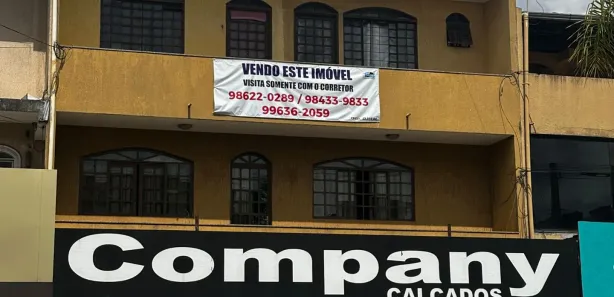 VENDO ESTE IMÓVEL
VISITA SOMENTE COM O CORRETOR
98622-0289 / 98433-9833
99636-2059
Company
CALÇADOS